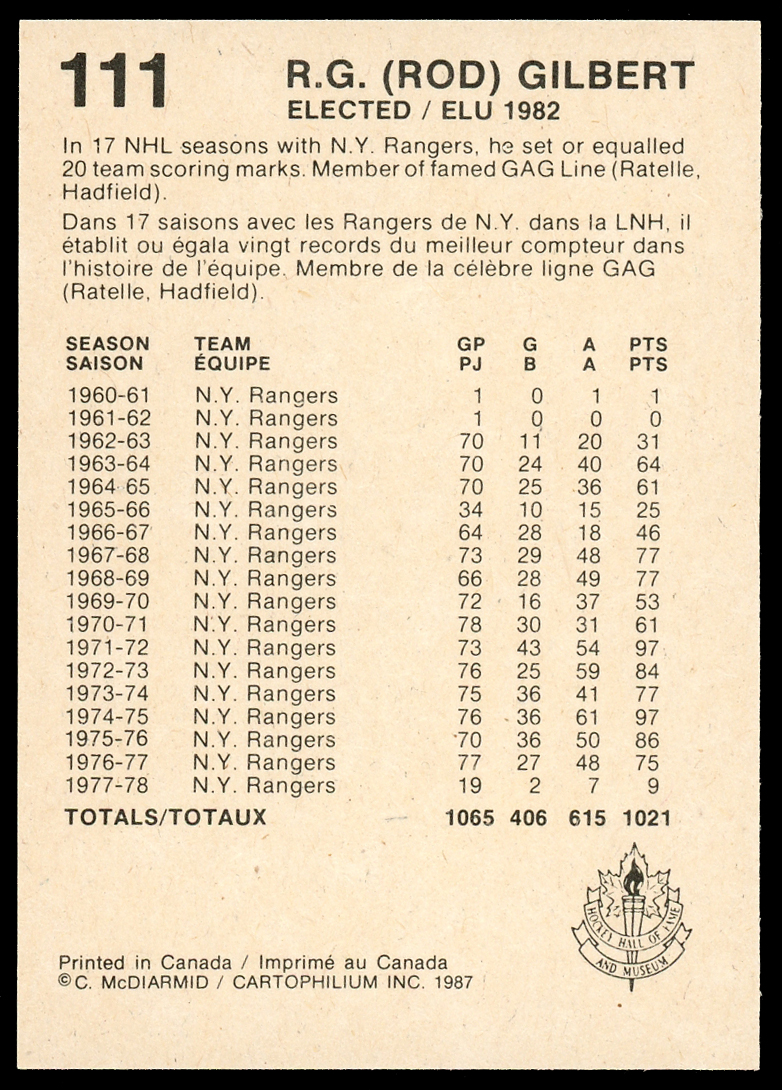 111
R.G. (ROD) GILBERT
ELECTED / ELU 1982
In 17 NHL seasons with N.Y. Rangers, he set or equalled
20 team scoring marks. Member of famed GAG Line (Ratelle,
Hadfield).
Dans 17 saisons avec les Rangers de N.Y. dans la LNH, il
établit ou égala vingt records du meilleur compteur dans
l'histoire de l'équipe. Membre de la célèbre ligne GAG
(Ratelle, Hadfield).
SEASON TEAM GP G A PTS
SAISON ÉQUIPE PJ B A PTS
1960-61 N.Y. Rangers 1 0 1 1
1961-62 N.Y. Rangers 1 0 0 0
1962-63 N.Y. Rangers 70 11 20 31
1963-64 N.Y. Rangers 70 24 40 64
1964-65 N.Y. Rangers 70 25 36 61
1965-66 N.Y. Rangers 34 10 15 25
1966-67 N.Y. Rangers 64 28 18 46
1967-68 N.Y. Rangers 73 29 48 77
1968-69 N.Y. Rangers 66 28 49 77
1969-70 N.Y. Rangers 72 16 37 53
1970-71 N.Y. Rangers 78 30 31 61
1971-72 N.Y. Rangers 73 43 54 97
1972-73 N.Y. Rangers 76 25 59 84
1973-74 N.Y. Rangers 75 36 41 77
1974-75 N.Y. Rangers 76 36 61 97
1975-76 N.Y. Rangers 70 36 50 86
1976-77 N.Y. Rangers 77 27 48 75
1977-78 N.Y. Rangers 19 2 7 9
TOTALS/TOTAUX 1065 406 615 1021
HOCKEY HALL OF FAME
AND MUSEUM
Printed in Canada / Imprimé au Canada
©C. McDIARMID / CARTOPHILIUM INC. 1987